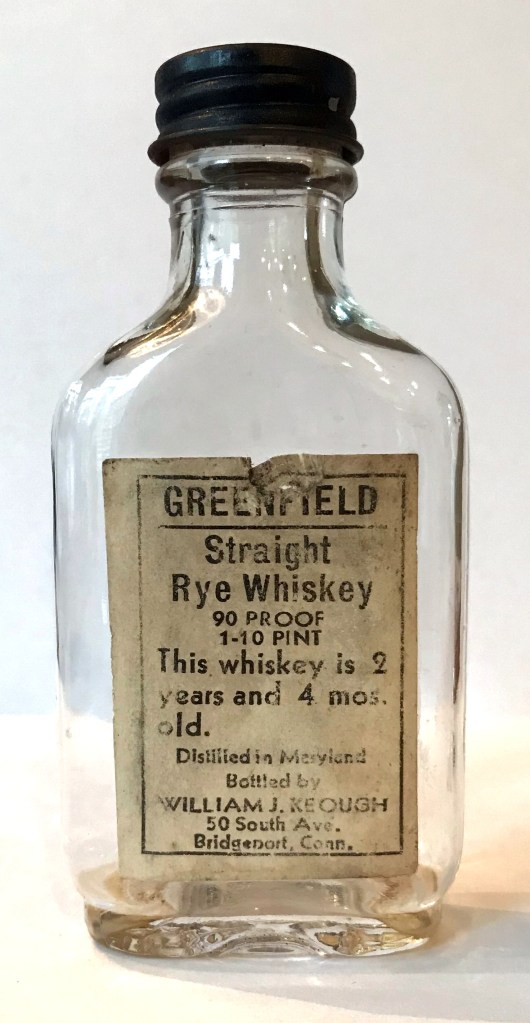 GREENFIELD
Straight
Rye Whiskey
90 PROOF
1-10 PINT
This whiskey is 2
years and 4 mos.
old.
Distilled in Maryland
Bottled by
WILLIAM J. KEOUGH
50 South Ave.
Bridgeport, Conn.